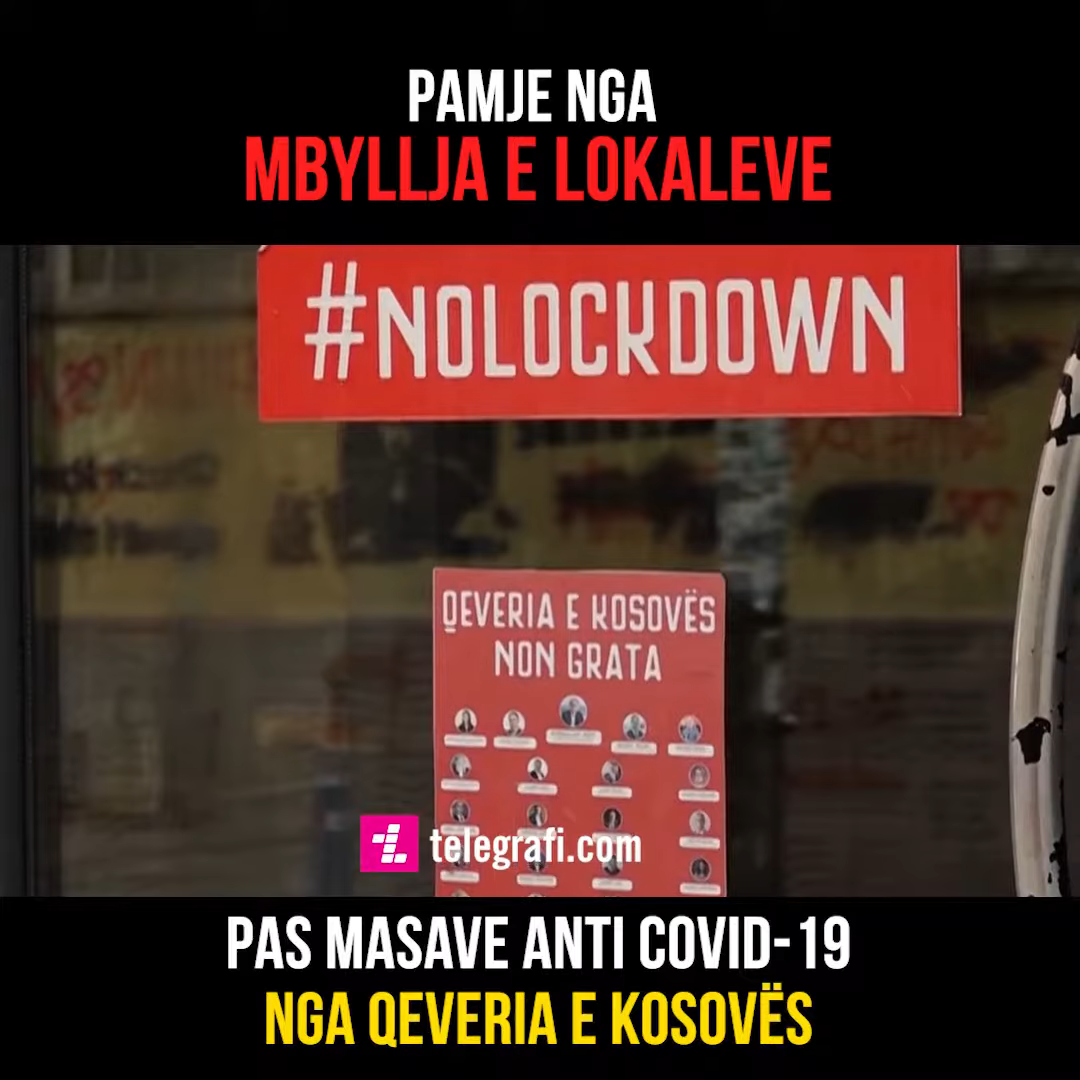 PAMJE NGA
MBYLLJA E LOKALEVE
#NOLOCKDOWN
QEVERIA E KOSOVËS
NON GRATA
telegrafi.com
PAS MASAVE ANTI COVID-19
NGA QEVERIA E KOSOVËS